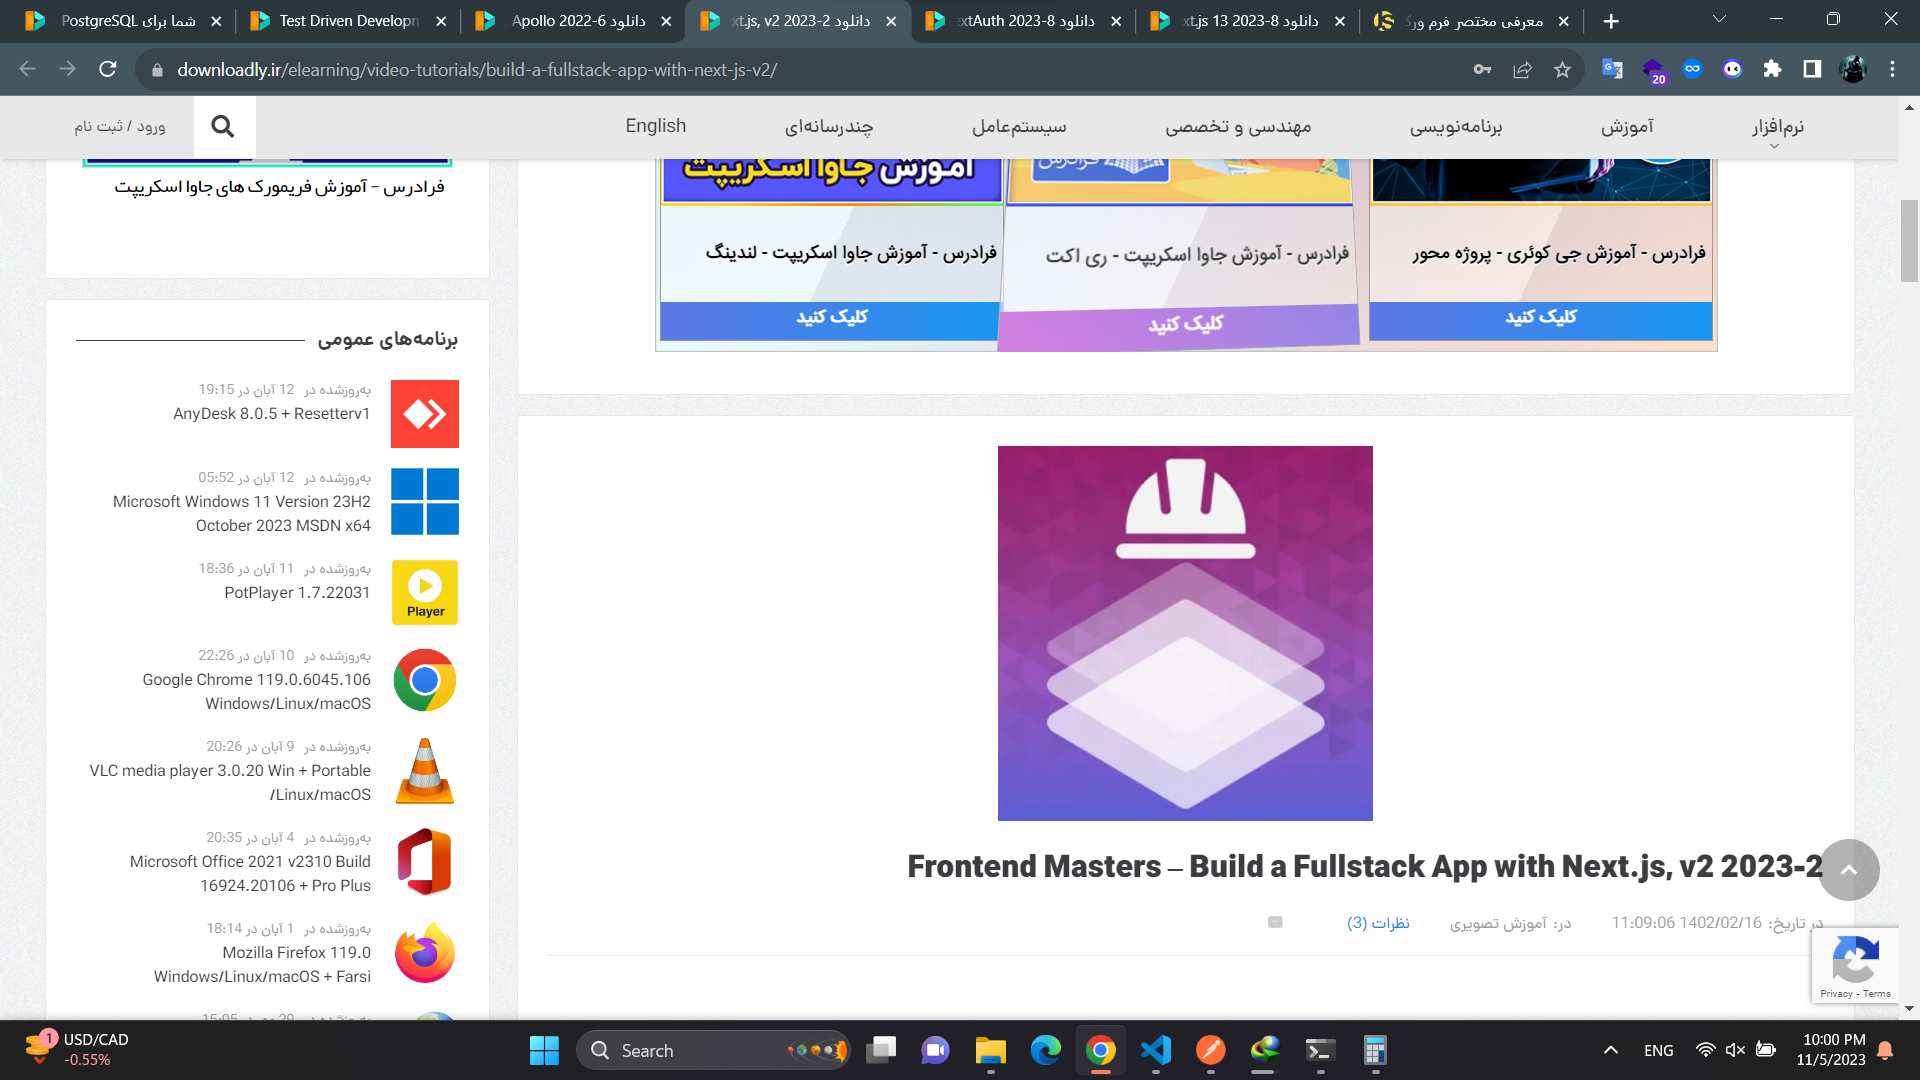 شما برای PostgreSQL
Test Driven Developm
دانلود Apollo 2022-6
دانلود xt.js, v2 2023-2
دانلود extAuth 2023-8
دانلود xt.js 13 2023-8
معرفی مختصر فرم ورک
downloadly.ir/elearning/video-tutorials/build-a-fullstack-app-with-next-js-v2/
20
نرم‌افزار
آموزش
برنامه‌نویسی
مهندسی و تخصصی
سیستم‌عامل
چندرسانه‌ای
English
ورود / ثبت نام
آموزش جاوا اسکریپت
فرادرس
فرادرس - آموزش جی کوئری - پروژه محور
کلیک کنید
فرادرس - آموزش جاوا اسکریپت - ری اکت
کلیک کنید
فرادرس - آموزش جاوا اسکریپت - لندینگ
کلیک کنید
فرادرس – آموزش فریمورک های جاوا اسکریپت
برنامه‌های عمومی
به‌روزشده در 12 آبان در 19:15
AnyDesk 8.0.5 + Resetterv1
به‌روزشده در 12 آبان در 05:52
Microsoft Windows 11 Version 23H2
October 2023 MSDN x64
به‌روزشده در 11 آبان در 18:36
PotPlayer 1.7.22031
Player
به‌روزشده در 10 آبان در 22:26
Google Chrome 119.0.6045.106
Windows/Linux/macOS
به‌روزشده در 9 آبان در 20:26
VLC media player 3.0.20 Win + Portable
/Linux/macOS
به‌روزشده در 4 آبان در 20:35
Microsoft Office 2021 v2310 Build
16924.20106 + Pro Plus
به‌روزشده در 1 آبان در 18:14
Mozilla Firefox 119.0
Windows/Linux/macOS + Farsi
Frontend Masters – Build a Fullstack App with Next.js, v2 2023-2
در تاریخ: 1402/02/16 11:09:06
در: آموزش تصویری
نظرات (3)
Privacy - Terms
1
USD/CAD
-0.55%
Search
ENG
10:00 PM
11/5/2023